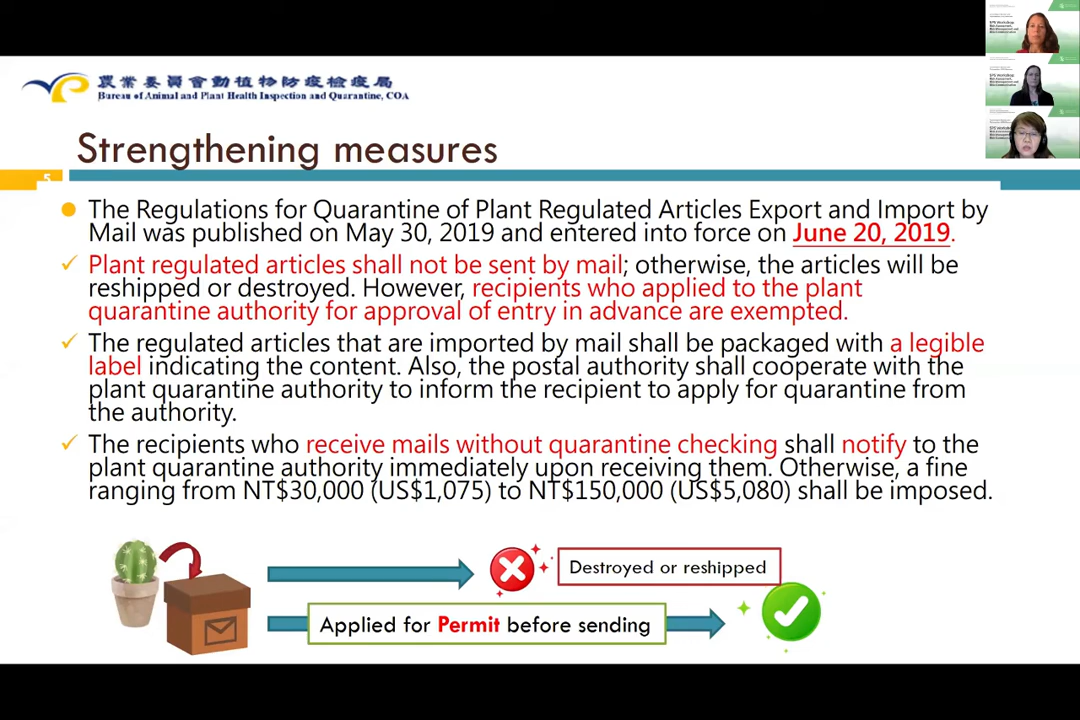 農業委員會動植物防疫檢疫局
Bureau of Animal and Plant Health Inspection and Quarantine, COA
Strengthening measures
5
The Regulations for Quarantine of Plant Regulated Articles Export and Import by
Mail was published on May 30, 2019 and entered into force on June 20, 2019.
Plant regulated articles shall not be sent by mail; otherwise, the articles will be
reshipped or destroyed. However, recipients who applied to the plant
quarantine authority for approval of entry in advance are exempted.
The regulated articles that are imported by mail shall be packaged with a legible
label indicating the content. Also, the postal authority shall cooperate with the
plant quarantine authority to inform the recipient to apply for quarantine from
the authority.
The recipients who receive mails without quarantine checking shall notify to the
plant quarantine authority immediately upon receiving them. Otherwise, a fine
ranging from NT$30,000 (US$1,075) to NT$150,000 (US$5,080) shall be imposed.
Destroyed or reshipped
Applied for Permit before sending